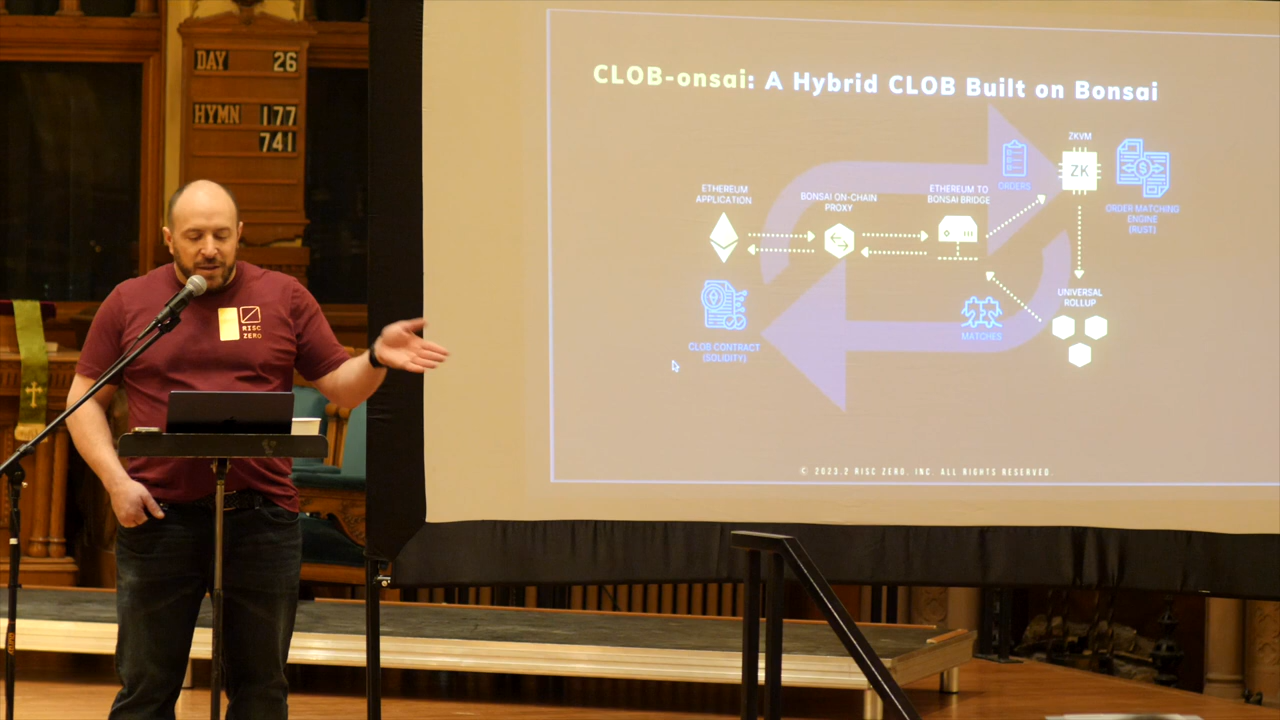 DAY 26
HYMN 177
741
RISC
ZERO
CLOB-onsai: A Hybrid CLOB Built on Bonsai
ETHEREUM
APPLICATION
BONSAI ON-CHAIN
PROXY
ETHEREUM TO
BONSAI BRIDGE
ORDERS
ZKVM
ZK
ORDER MATCHING
ENGINE
(RUST)
CLOB CONTRACT
(SOLIDITY)
MATCHES
UNIVERSAL
ROLLUP
© 2023.2 RISC ZERO, INC. ALL RIGHTS RESERVED.